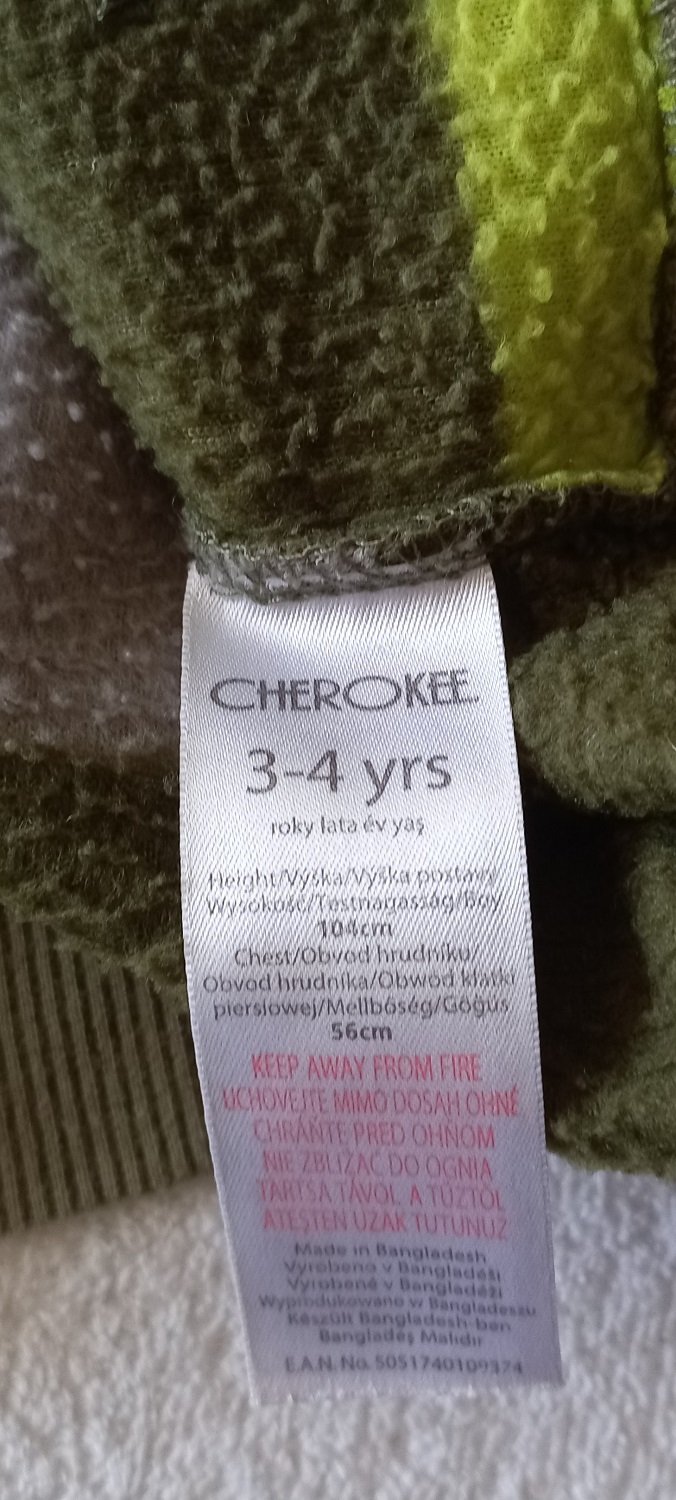 CHEROKEE
3-4 yrs
roky lata év yaş
Height/Výška/Výška postavy
Wysokość/Testnagasság/Boy
104cm
Chest/Obvod hrudníku/
Obvod hrudníka/Obwód klatki
piersiowej/Mellbőség/Göğüs
56cm
KEEP AWAY FROM FIRE
UCHOVEJTE MIMO DOSAH OHNĚ
CHRÁŇTE PRED OHŇOM
NIE ZBLIŻAĆ DO OGNIA
TARTSA TÁVOL A TŰZTŐL
ATEŞTEN UZAK TUTUNUZ
Made in Bangladesh
Vyrobeno v Bangladéši
Vyrobené v Bangladéži
Wyprodukowano w Bangladeszu
Készült Bangladesh-ben
Bangladeş Malıdır
E.A.N. No. 5051740109374